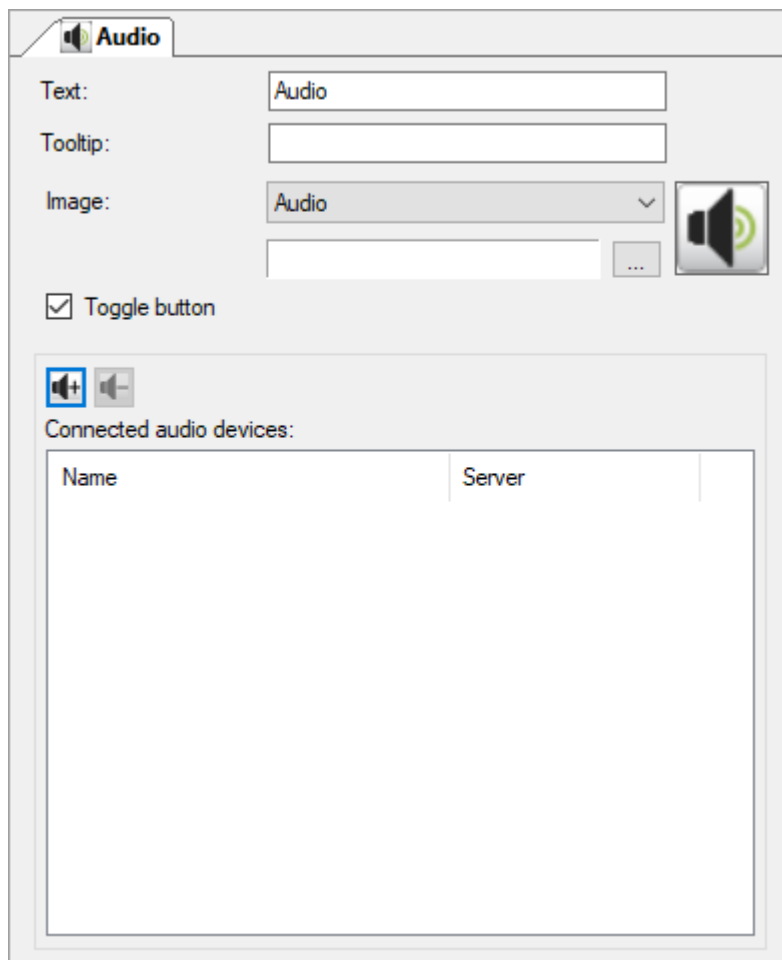 Audio
Text: Audio
Tooltip:
Image: Audio
...
Toggle button
Connected audio devices:
Name Server